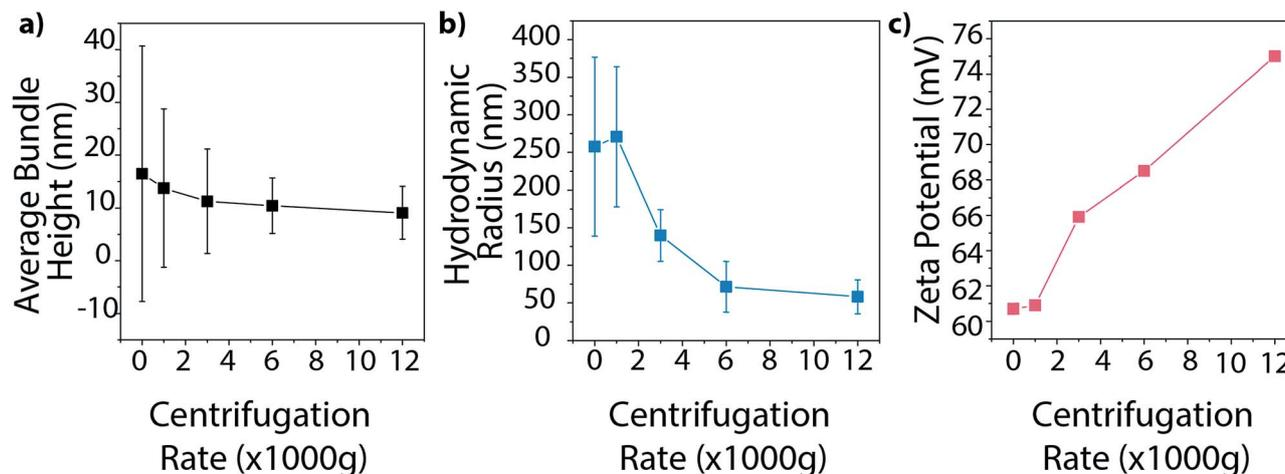 a)
Average Bundle
Height (nm)
40
30
20
10
0
-10
0 2 4 6 8 10 12
Centrifugation
Rate (x1000g)
b)
Hydrodynamic
Radius (nm)
400
350
300
250
200
150
100
50
0
0 2 4 6 8 10 12
Centrifugation
Rate (x1000g)
c)
Zeta Potential (mV)
76
74
72
70
68
66
64
62
60
0 2 4 6 8 10 12
Centrifugation
Rate (x1000g)